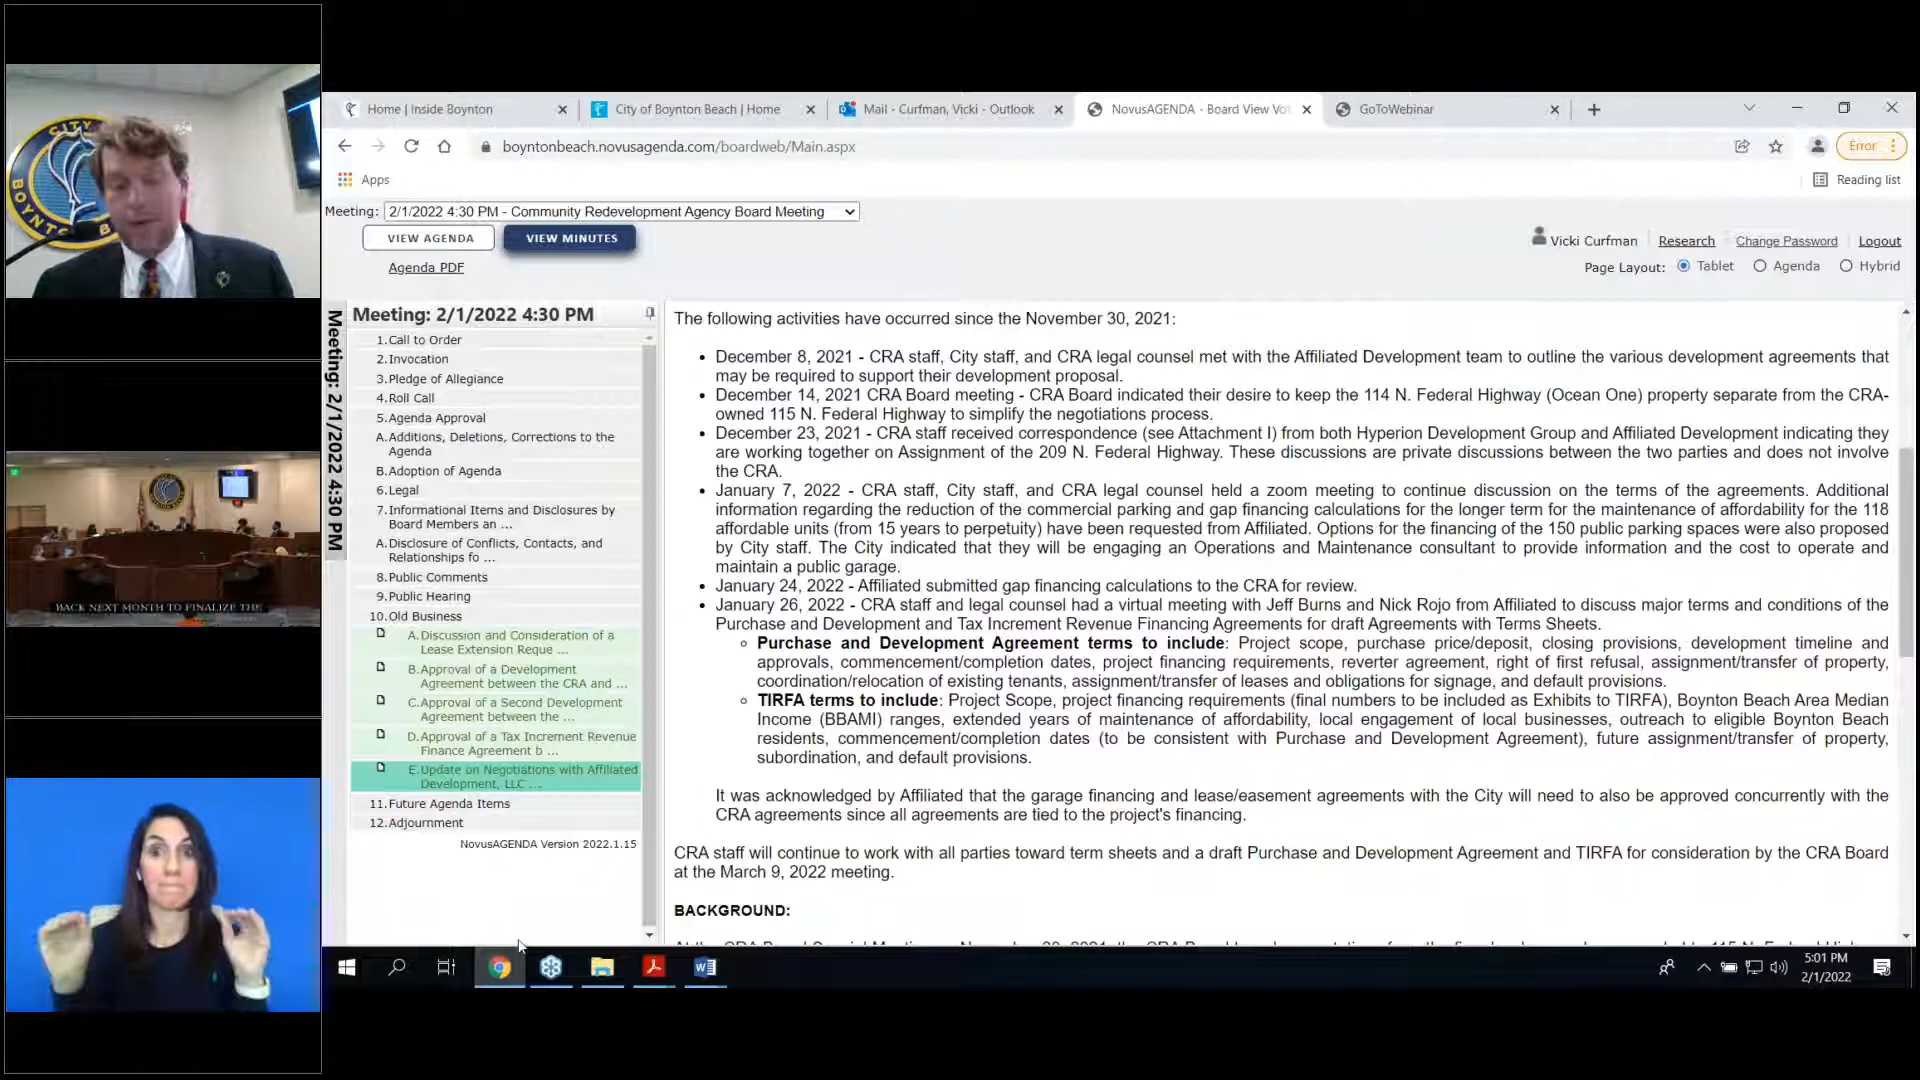 Home | Inside Boynton
City of Boynton Beach | Home
Mail - Curfman, Vicki - Outlook
NovusAGENDA - Board View Vot
GoToWebinar
boyntonbeach.novusagenda.com/boardweb/Main.aspx
Error
Apps
Reading list
Meeting: 2/1/2022 4:30 PM - Community Redevelopment Agency Board Meeting
VIEW AGENDA
VIEW MINUTES
Agenda PDF
Vicki Curfman
Research
Change Password
Logout
Page Layout:
Tablet
Agenda
Hybrid
Meeting: 2/1/2022 4:30 PM
Meeting: 2/1/2022 4:30 PM
1.Call to Order
2.Invocation
3.Pledge of Allegiance
4.Roll Call
5.Agenda Approval
A.Additions, Deletions, Corrections to the
Agenda
B.Adoption of Agenda
6.Legal
7.Informational Items and Disclosures by
Board Members an ...
A.Disclosure of Conflicts, Contacts, and
Relationships fo ...
8.Public Comments
9.Public Hearing
10.Old Business
A.Discussion and Consideration of a
Lease Extension Reque ...
B.Approval of a Development
Agreement between the CRA and ...
C.Approval of a Second Development
Agreement between the ...
D.Approval of a Tax Increment Revenue
Finance Agreement b ...
E.Update on Negotiations with Affiliated
Development, LLC ...
11.Future Agenda Items
12.Adjournment
NovusAGENDA Version 2022.1.15
The following activities have occurred since the November 30, 2021:
• December 8, 2021 - CRA staff, City staff, and CRA legal counsel met with the Affiliated Development team to outline the various development agreements that
may be required to support their development proposal.
• December 14, 2021 CRA Board meeting - CRA Board indicated their desire to keep the 114 N. Federal Highway (Ocean One) property separate from the CRA-
owned 115 N. Federal Highway to simplify the negotiations process.
• December 23, 2021 - CRA staff received correspondence (see Attachment I) from both Hyperion Development Group and Affiliated Development indicating they
are working together on Assignment of the 209 N. Federal Highway. These discussions are private discussions between the two parties and does not involve
the CRA.
• January 7, 2022 - CRA staff, City staff, and CRA legal counsel held a zoom meeting to continue discussion on the terms of the agreements. Additional
information regarding the reduction of the commercial parking and gap financing calculations for the longer term for the maintenance of affordability for the 118
affordable units (from 15 years to perpetuity) have been requested from Affiliated. Options for the financing of the 150 public parking spaces were also proposed
by City staff. The City indicated that they will be engaging an Operations and Maintenance consultant to provide information and the cost to operate and
maintain a public garage.
• January 24, 2022 - Affiliated submitted gap financing calculations to the CRA for review.
• January 26, 2022 - CRA staff and legal counsel had a virtual meeting with Jeff Burns and Nick Rojo from Affiliated to discuss major terms and conditions of the
Purchase and Development and Tax Increment Revenue Financing Agreements for draft Agreements with Terms Sheets.
◦ Purchase and Development Agreement terms to include: Project scope, purchase price/deposit, closing provisions, development timeline and
approvals, commencement/completion dates, project financing requirements, reverter agreement, right of first refusal, assignment/transfer of property,
coordination/relocation of existing tenants, assignment/transfer of leases and obligations for signage, and default provisions.
◦ TIRFA terms to include: Project Scope, project financing requirements (final numbers to be included as Exhibits to TIRFA), Boynton Beach Area Median
Income (BBAMI) ranges, extended years of maintenance of affordability, local engagement of local businesses, outreach to eligible Boynton Beach
residents, commencement/completion dates (to be consistent with Purchase and Development Agreement), future assignment/transfer of property,
subordination, and default provisions.
It was acknowledged by Affiliated that the garage financing and lease/easement agreements with the City will need to also be approved concurrently with the
CRA agreements since all agreements are tied to the project's financing.
CRA staff will continue to work with all parties toward term sheets and a draft Purchase and Development Agreement and TIRFA for consideration by the CRA Board
at the March 9, 2022 meeting.
BACKGROUND:
BACK NEXT MONTH TO FINALIZE THE
CITY
BOYNTON B
5:01 PM
2/1/2022